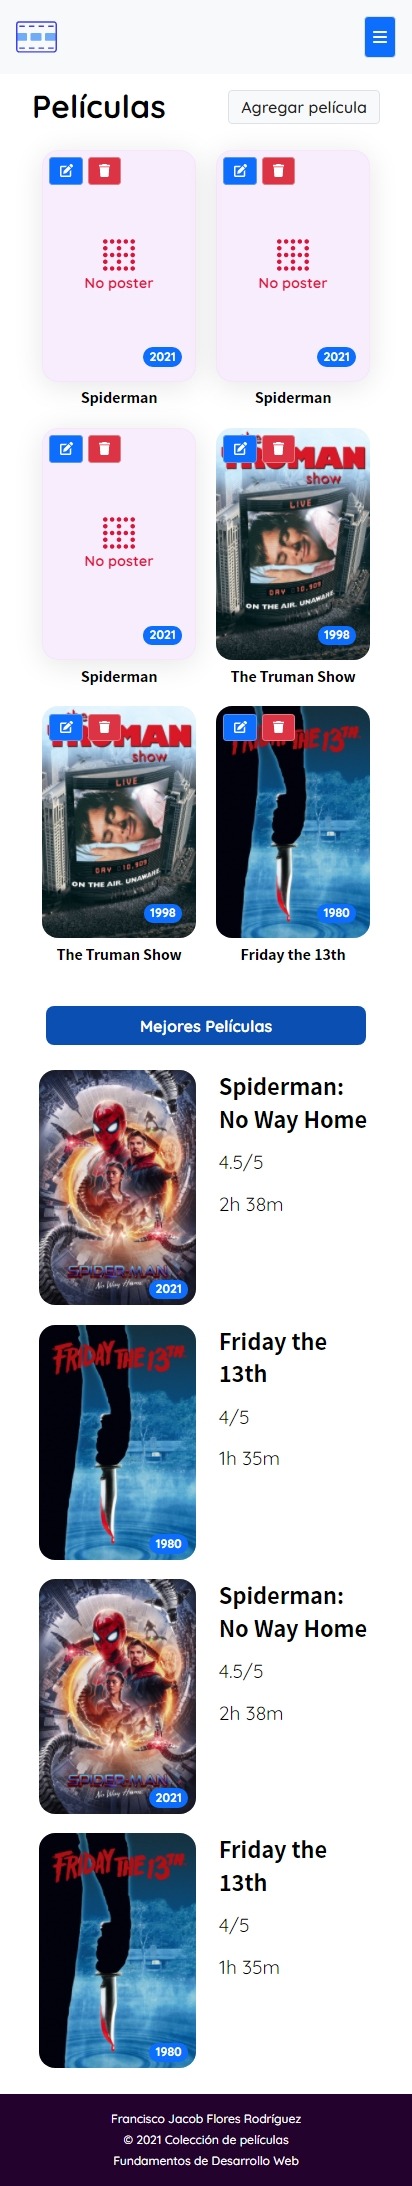 Películas
Agregar película
No poster
2021
Spiderman
No poster
2021
Spiderman
No poster
2021
Spiderman
the
TRUMAN
show
DAY 10,909
ON THE AIR. UNAWARE.
1998
The Truman Show
the
TRUMAN
show
LIVE
DAY 10,909
ON THE AIR. UNAWARE.
1998
The Truman Show
FRIDAY THE 13TH
1980
Friday the 13th
Mejores Películas
SPIDER-MAN
No Way Home
2021
Spiderman:
No Way Home
4.5/5
2h 38m
FRIDAY THE 13TH
1980
Friday the
13th
4/5
1h 35m
SPIDER-MAN
No Way Home
2021
Spiderman:
No Way Home
4.5/5
2h 38m
FRIDAY THE 13TH
1980
Friday the
13th
4/5
1h 35m
Francisco Jacob Flores Rodríguez
© 2021 Colección de películas
Fundamentos de Desarrollo Web